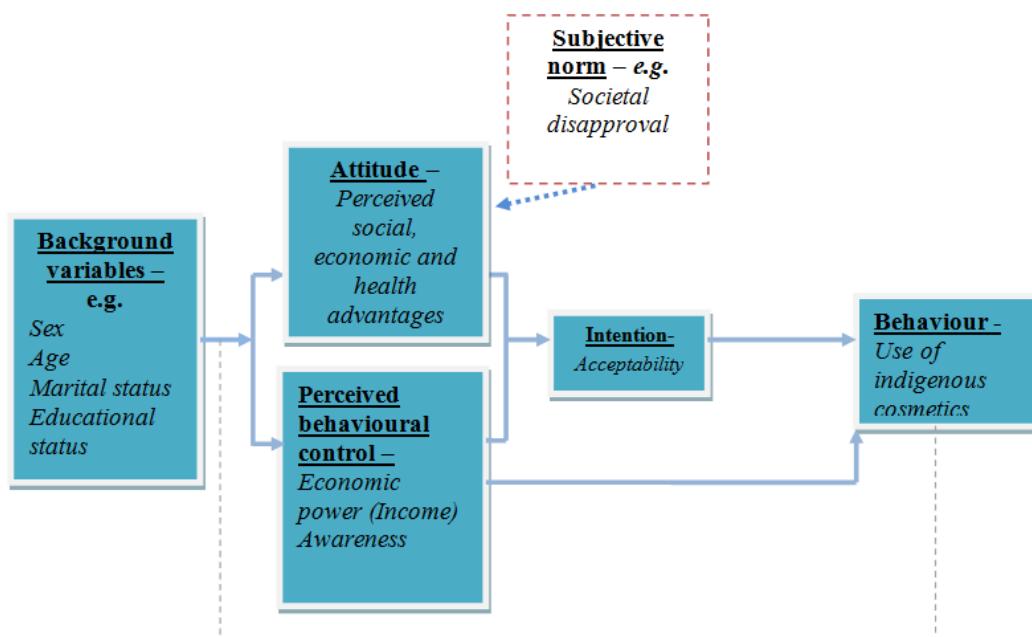 Subjective
norm – e.g.
Societal
disapproval
Attitude –
Perceived
social,
economic and
health
advantages
Background
variables –
e.g.
Sex
Age
Marital status
Educational
status
Intention-
Acceptability
Behaviour -
Use of
indigenous
cosmetics
Perceived
behavioural
control –
Economic
power (Income)
Awareness